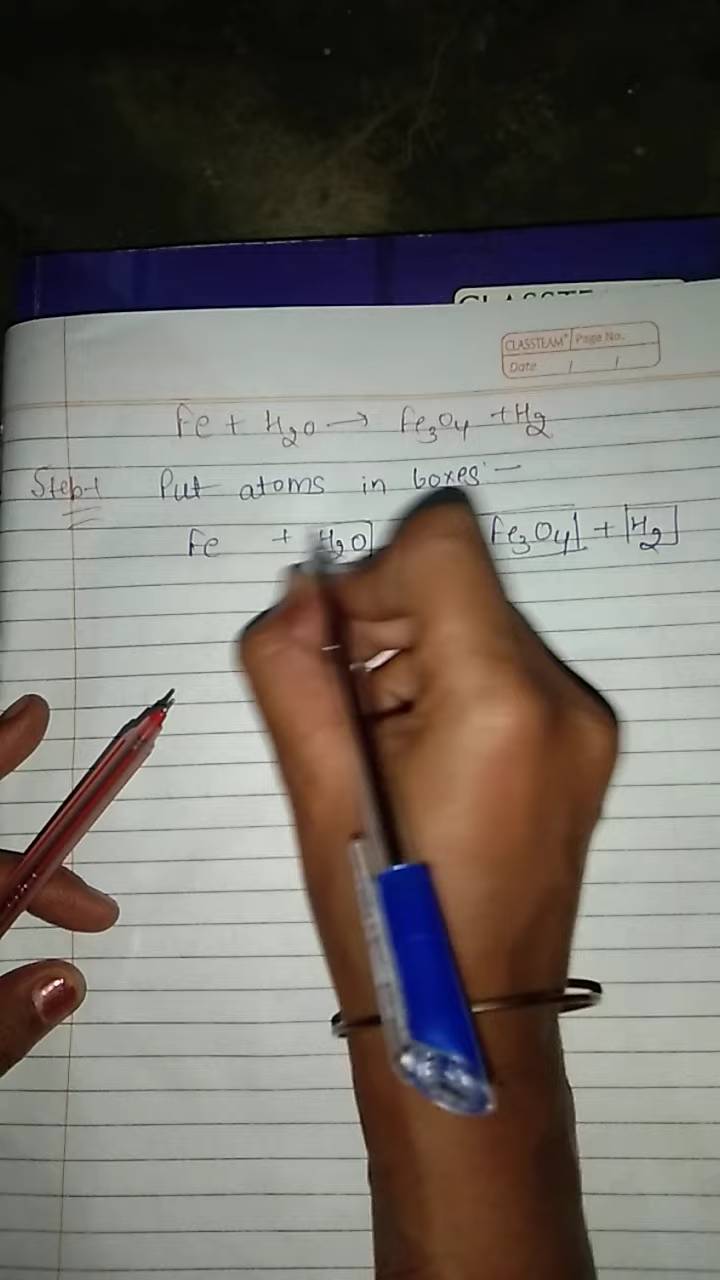 CLASSTEAM Page No.
Date / /
Fe + H₂O → Fe₃O₄ + H₂
Step-1 Put atoms in boxes:-
Fe + H₂O Fe₃O₄ + H₂